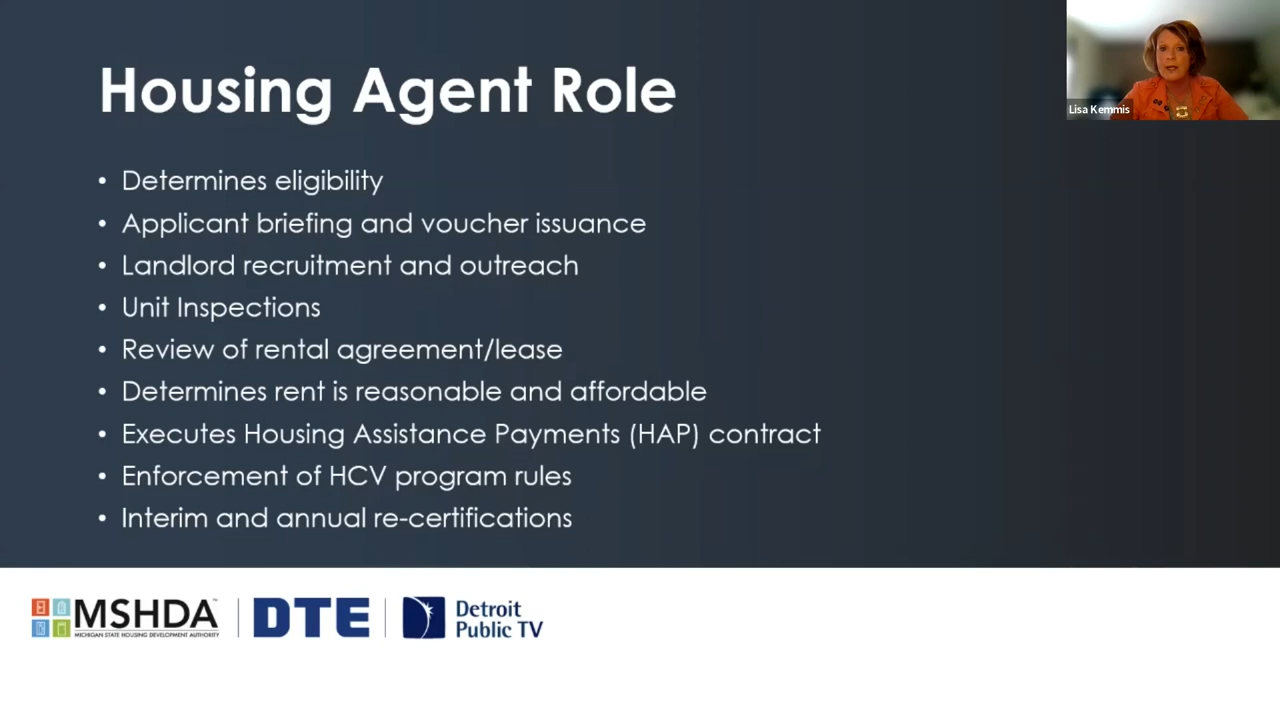 Housing Agent Role
Lisa Kemmis
• Determines eligibility
• Applicant briefing and voucher issuance
• Landlord recruitment and outreach
• Unit Inspections
• Review of rental agreement/lease
• Determines rent is reasonable and affordable
• Executes Housing Assistance Payments (HAP) contract
• Enforcement of HCV program rules
• Interim and annual re-certifications
MSHDA™
MICHIGAN STATE HOUSING DEVELOPMENT AUTHORITY
DTE
Detroit
Public TV